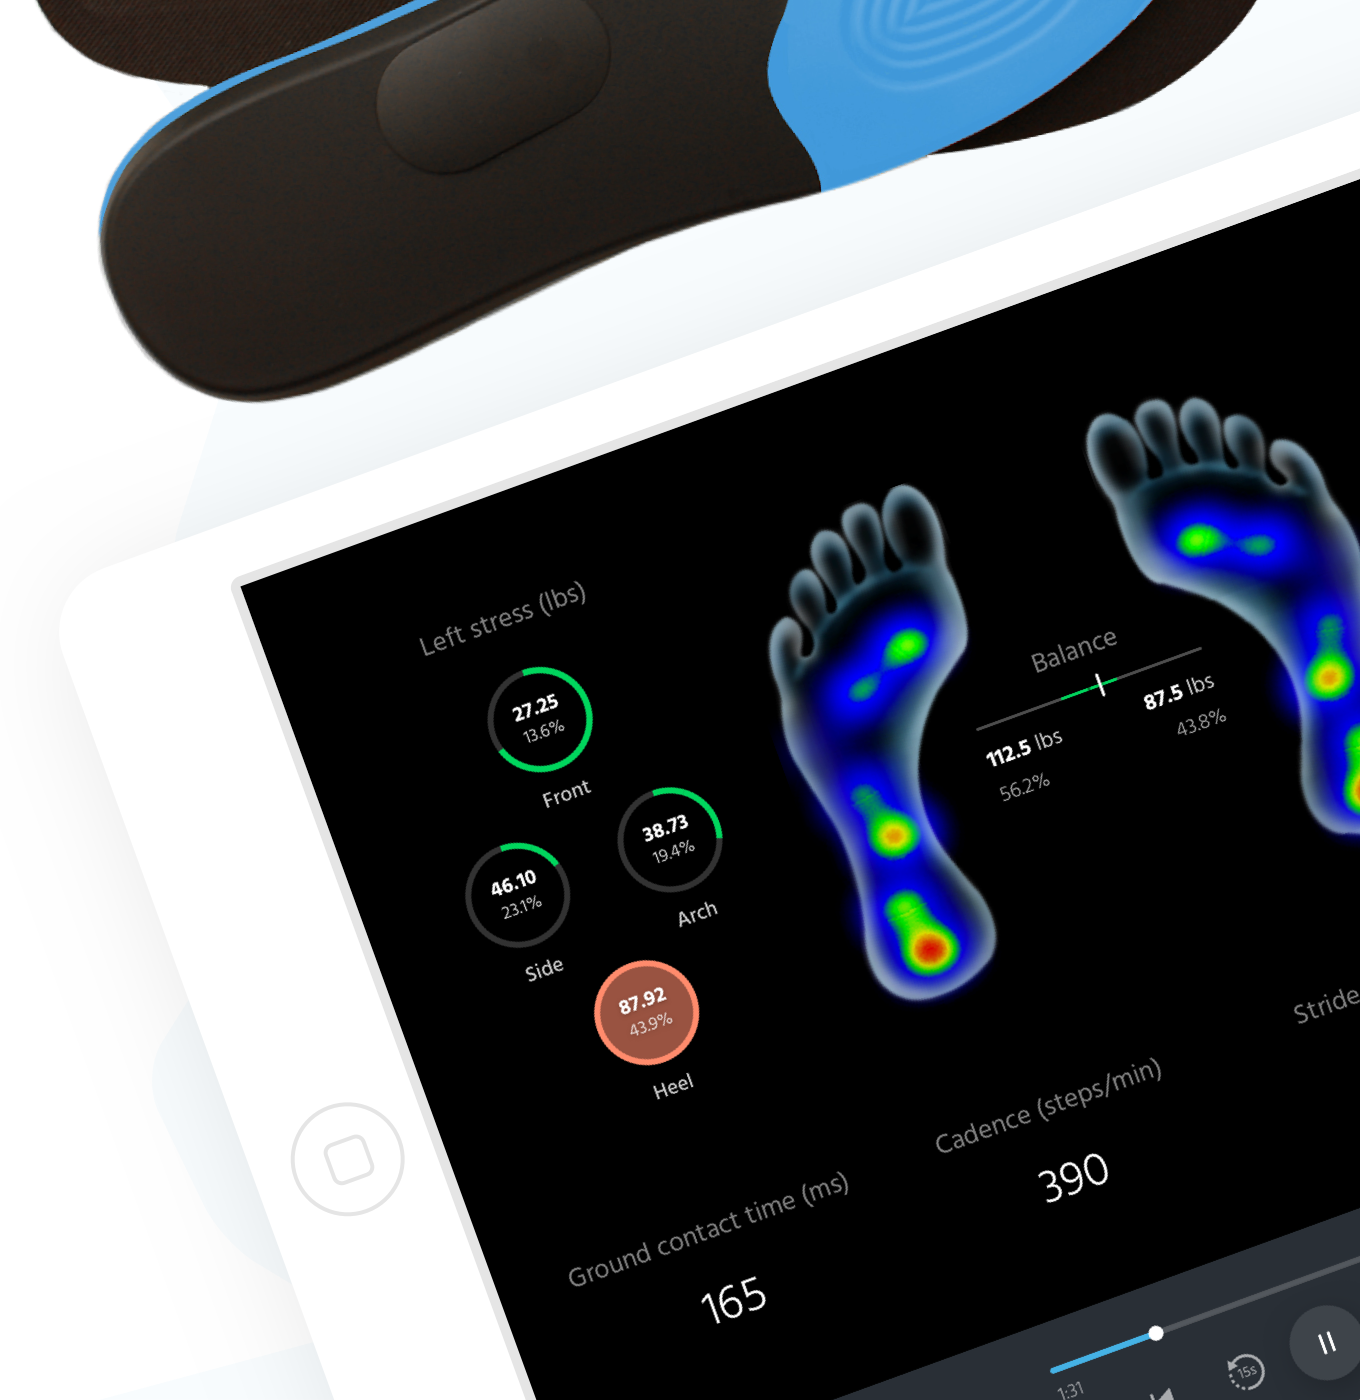 Left stress (lbs)
27.25
13.6%
Front
38.73
19.4%
Arch
46.10
23.1%
Side
87.92
43.9%
Heel
Balance
112.5 lbs
56.2%
87.5 lbs
43.8%
Stride
Cadence (steps/min)
390
Ground contact time (ms)
165
1:31
15s